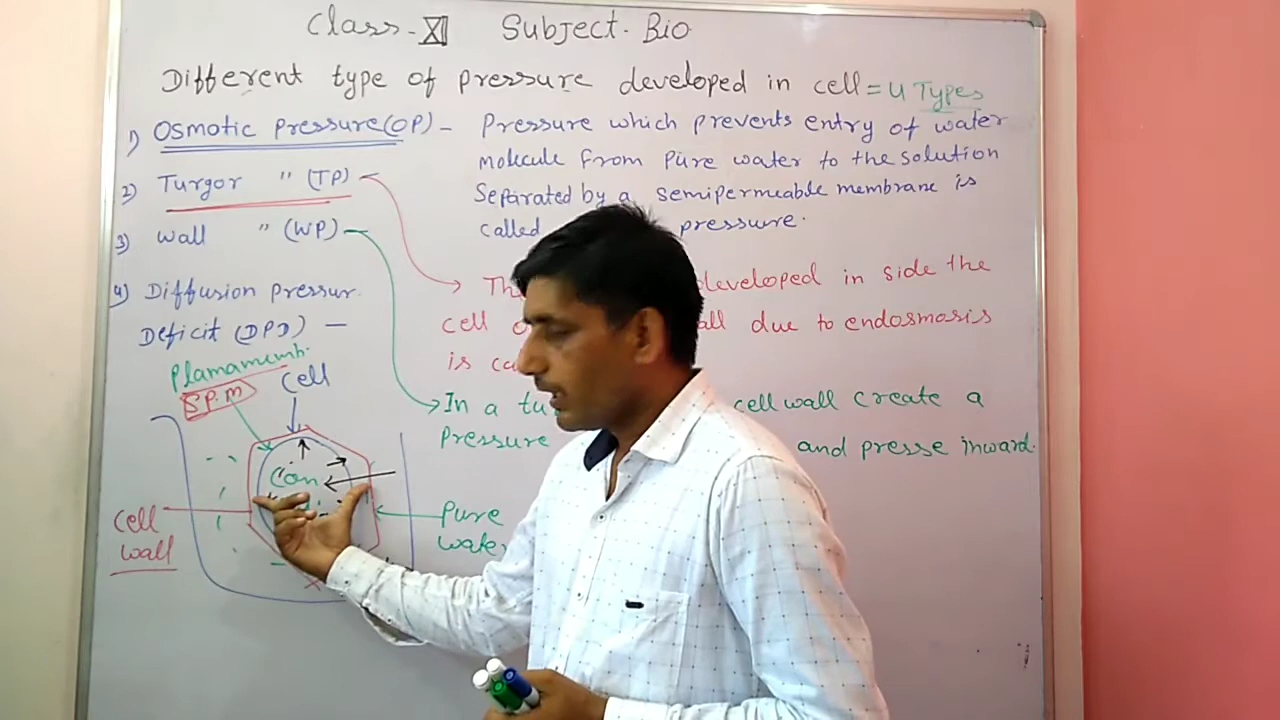 Class-XI Subject. Bio
Different type of pressure developed in cell = 4 Types
1) Osmotic Pressure(OP) - Pressure which prevents entry of water
molecule from Pure water to the solution
Separated by a semipermeable membrane is
called pressure.
2) Turgor " (TP)
3) Wall " (WP)
4) Diffusion pressur.
Deficit (DPD) -
developed in side the
cell due to endosmosis
is
In a cell wall create a
Pressure and presse inward.
Plamamemb.
S.P.M
Cell
Con
Cell
wall
Pure
wate